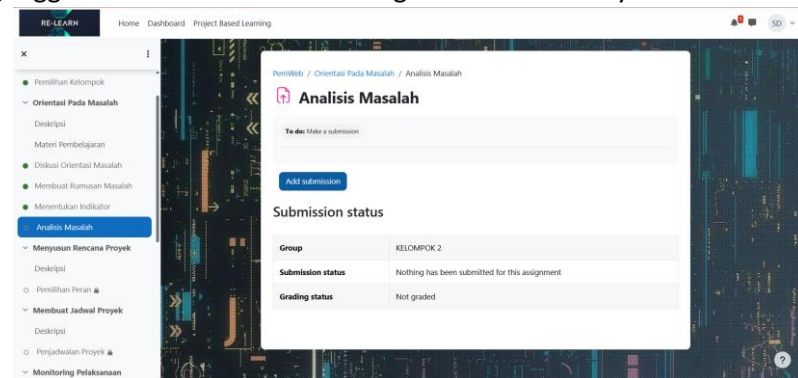 RE-LEARN
Home Dashboard Project Based Learning
SD
Pemilihan Kelompok
Orientasi Pada Masalah
Deskripsi
Materi Pembelajaran
Diskusi Orientasi Masalah
Membuat Rumusan Masalah
Menentukan Indikator
Analisis Masalah
Menyusun Rencana Proyek
Deskripsi
Pemilihan Peran
Membuat Jadwal Proyek
Deskripsi
Penjadwalan Proyek
Monitoring Pelaksanaan
PemWeb / Orientasi Pada Masalah / Analisis Masalah
Analisis Masalah
To do: Make a submission
Add submission
Submission status
Group KELOMPOK 2
Submission status Nothing has been submitted for this assignment
Grading status Not graded
?